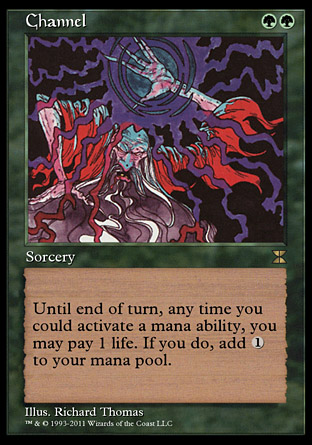 Channel
Sorcery
Until end of turn, any time you
could activate a mana ability, you
may pay 1 life. If you do, add 1
to your mana pool.
Illus. Richard Thomas
™ & © 1993-2011 Wizards of the Coast LLC